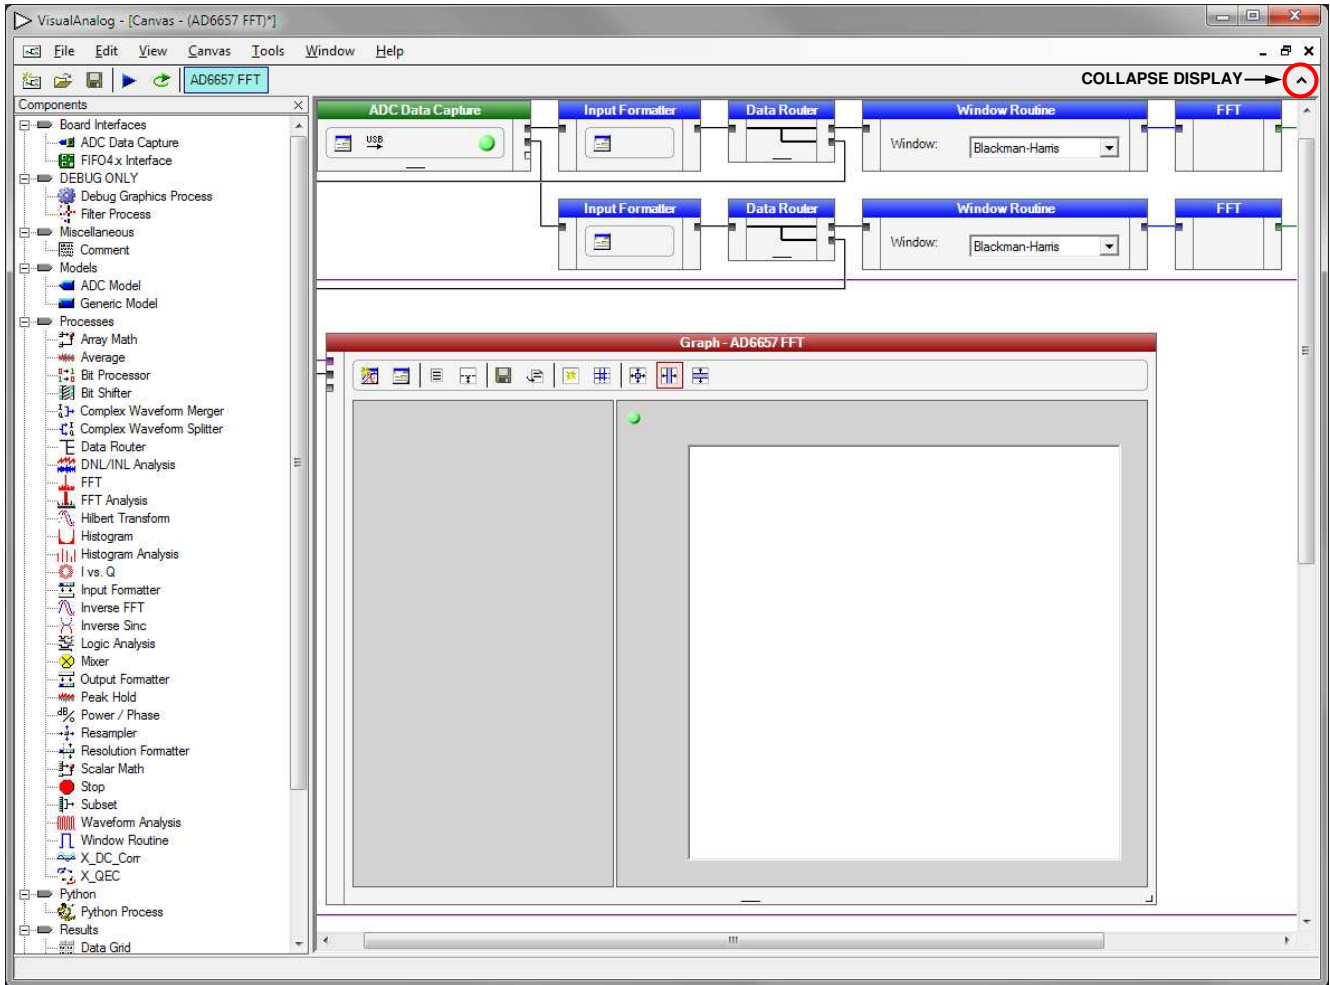 VisualAnalog - [Canvas - (AD6657 FFT)*]
File Edit View Canvas Tools Window Help
AD6657 FFT
COLLAPSE DISPLAY
Components
Board Interfaces
ADC Data Capture
FIFO4.x Interface
DEBUG ONLY
Debug Graphics Process
Filter Process
Miscellaneous
Comment
Models
ADC Model
Generic Model
Processes
Array Math
Average
Bit Processor
Bit Shifter
Complex Waveform Merger
Complex Waveform Splitter
Data Router
DNL/INL Analysis
FFT
FFT Analysis
Hilbert Transform
Histogram
Histogram Analysis
I vs. Q
Input Formatter
Inverse FFT
Inverse Sinc
Logic Analysis
Mixer
Output Formatter
Peak Hold
Power / Phase
Resampler
Resolution Formatter
Scalar Math
Stop
Subset
Waveform Analysis
Window Routine
X_DC_Corr
X_QEC
Python
Python Process
Results
Data Grid
ADC Data Capture Input Formatter Data Router Window Routine FFT
USB
Window: Blackman-Harris
Input Formatter Data Router Window Routine FFT
Window: Blackman-Harris
Graph - AD6657 FFT